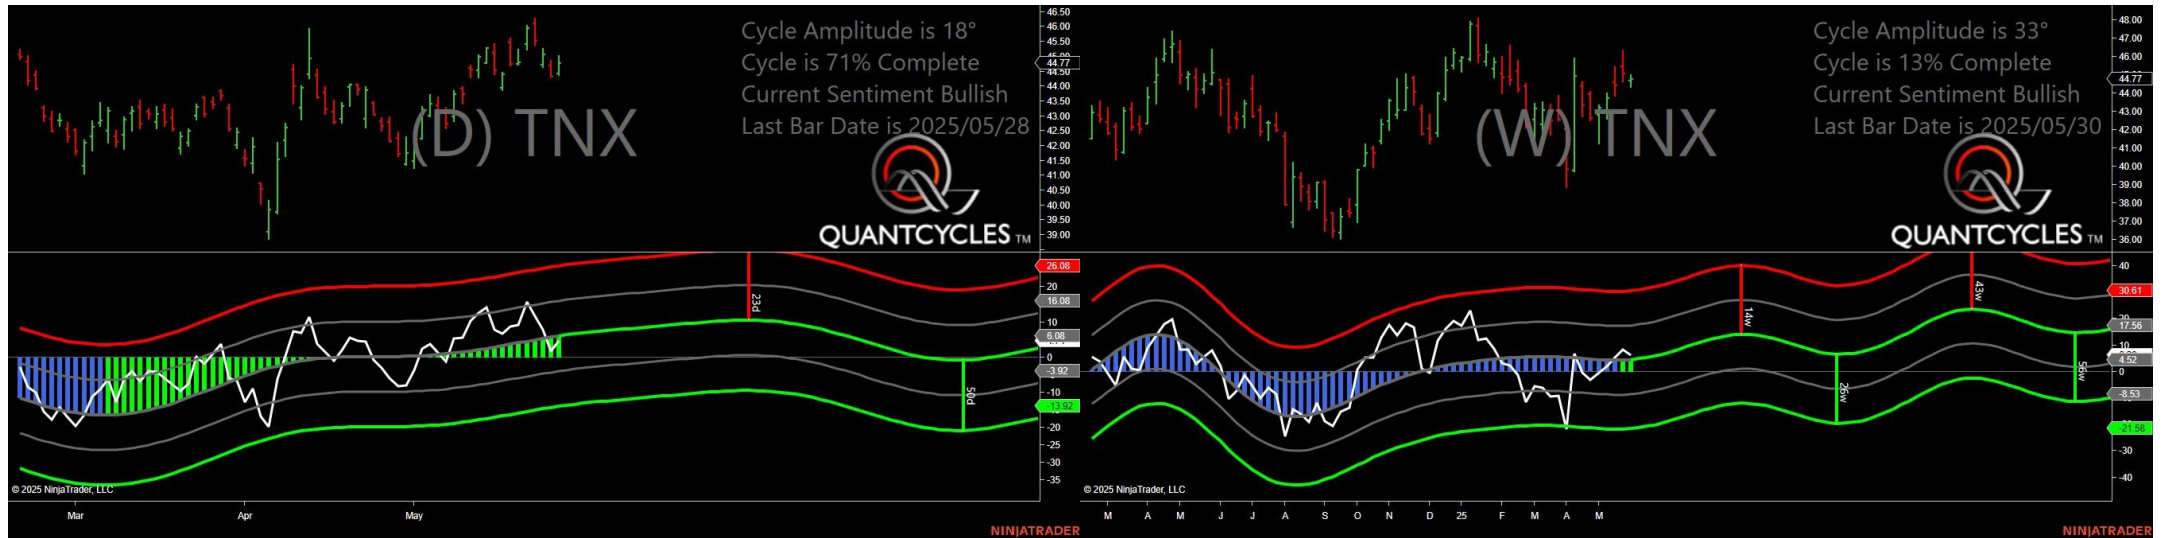 Cycle Amplitude is 18°
Cycle is 71% Complete
Current Sentiment Bullish
Last Bar Date is 2025/05/28
(D) TNX
QUANTCYCLES TM
46.50
46.00
45.50
45.00
44.77
44.50
44.00
43.50
43.00
42.50
42.00
41.50
41.00
40.50
40.00
39.50
39.00
23d
50d
26.08
20
16.08
10
6.08
0
-3.92
-10
-13.92
-20
-25
-30
-35
© 2025 NinjaTrader, LLC
Mar Apr May
NINJATRADER
Cycle Amplitude is 33°
Cycle is 13% Complete
Current Sentiment Bullish
Last Bar Date is 2025/05/30
(W) TNX
QUANTCYCLES TM
48.00
47.00
46.00
44.77
44.00
43.00
42.00
41.00
40.00
39.00
38.00
37.00
36.00
14w
26w
43w
56w
40
30.61
17.56
10
4.52
0
-8.53
-21.58
-30
-40
© 2025 NinjaTrader, LLC
M A M J J A S O N D 25 F M A M
NINJATRADER